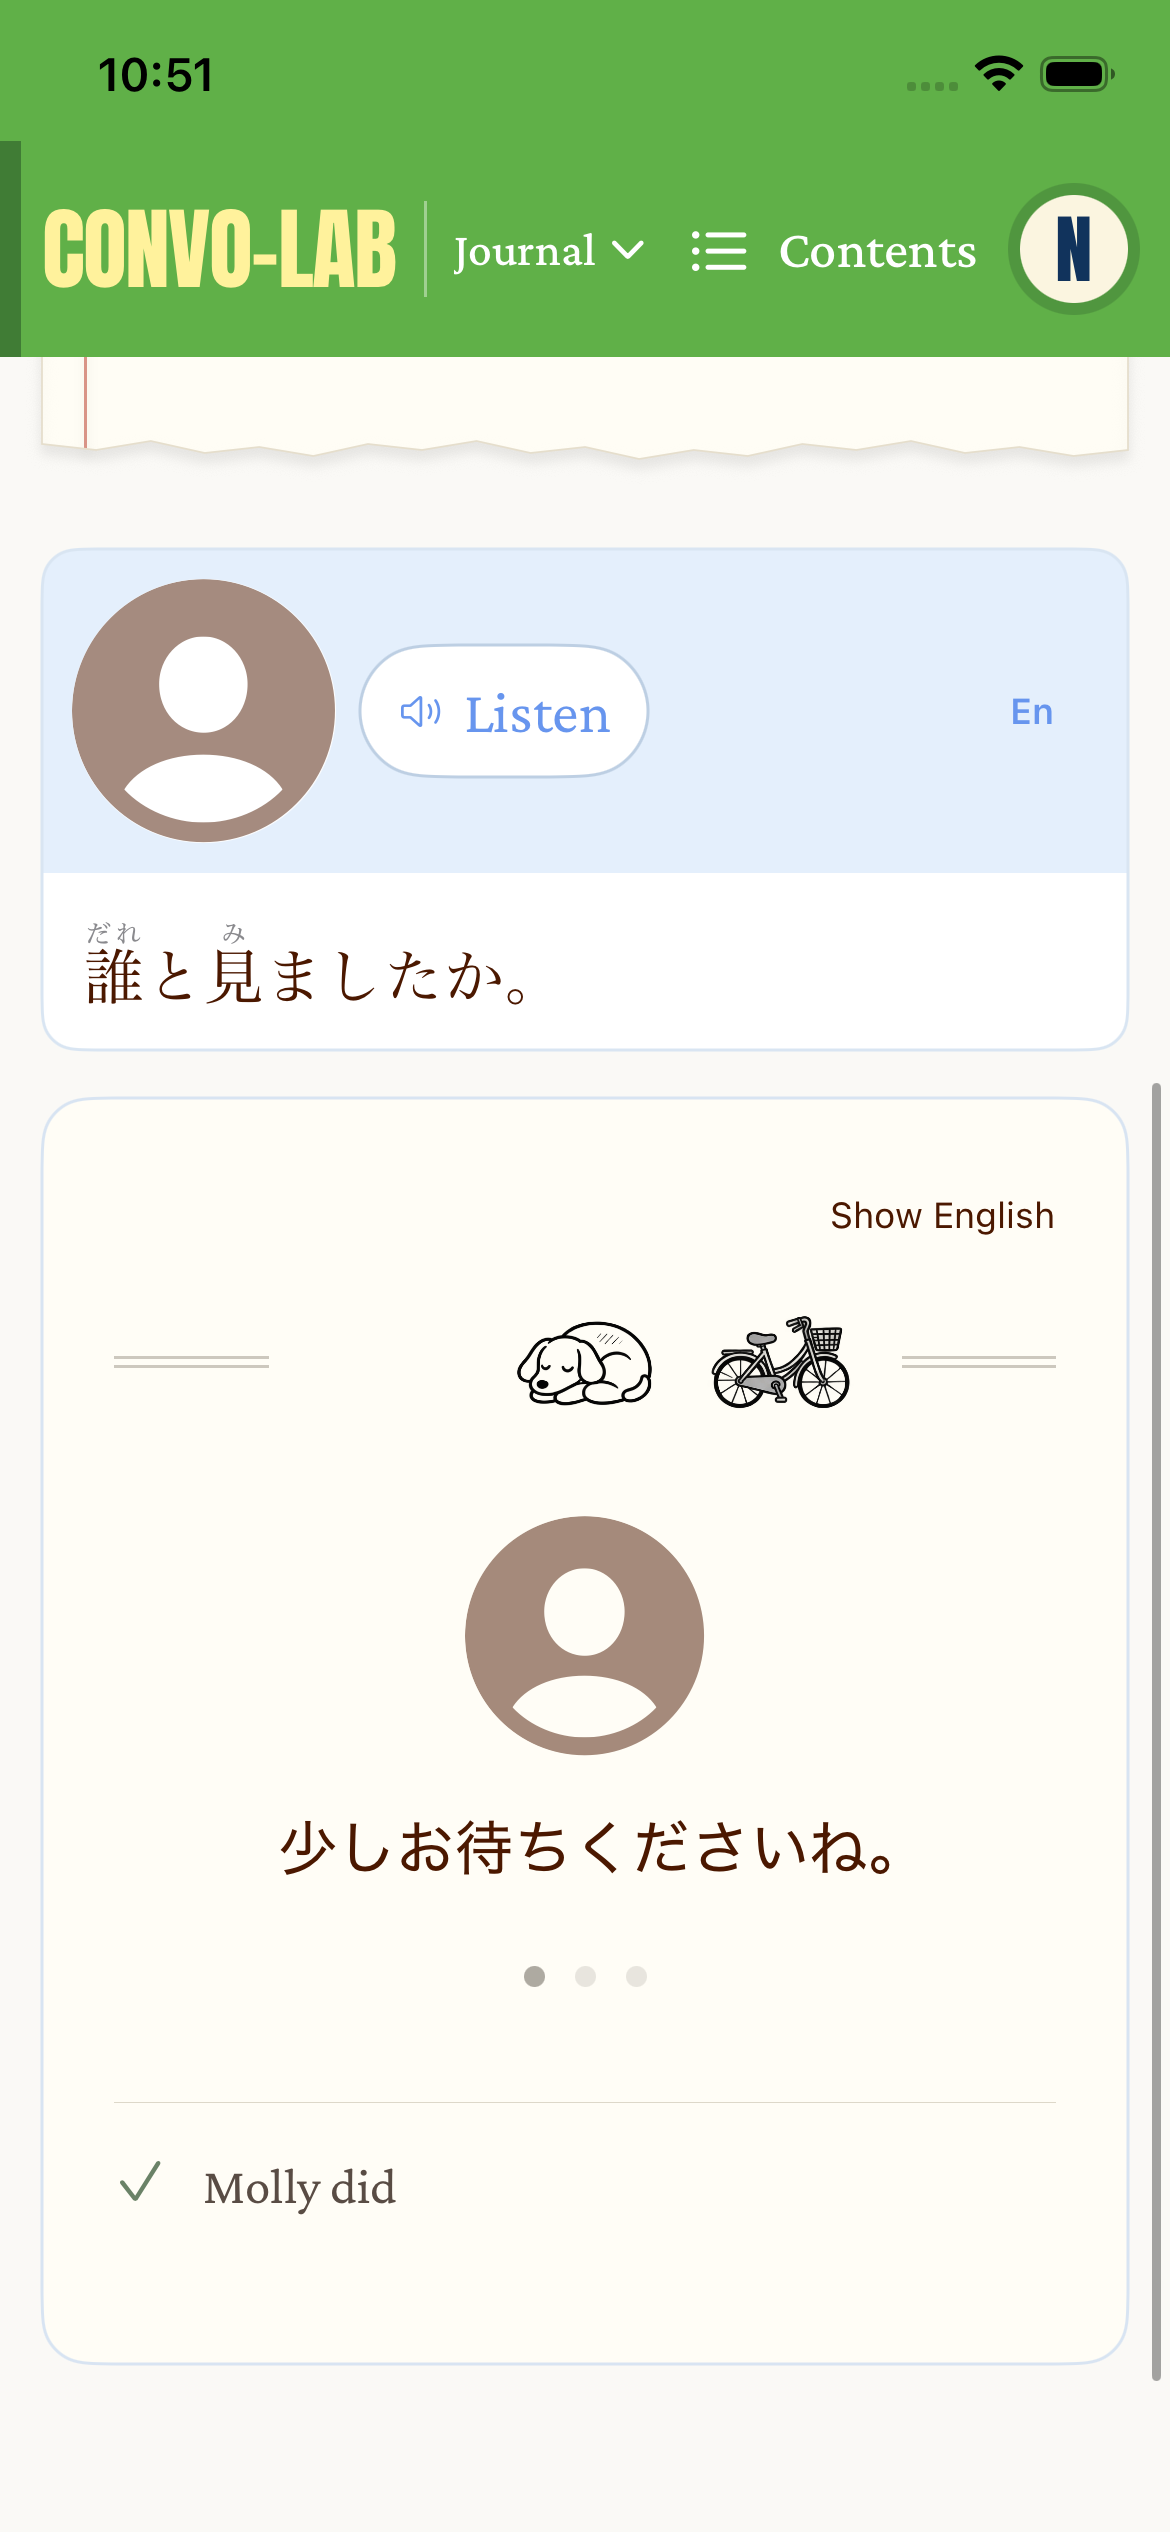 10:51
CONVO-LAB
Journal
Contents
N
Listen
En
だれ み
誰と見ましたか。
Show English
少しお待ちくださいね。
Molly did